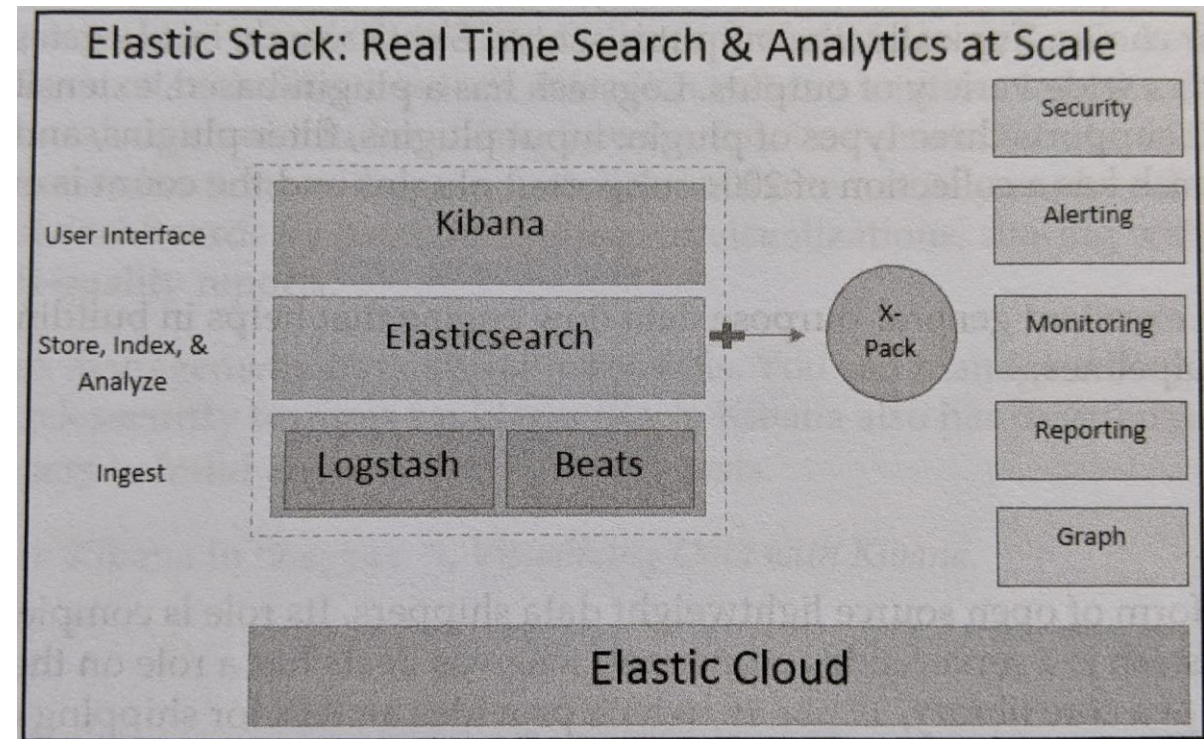 Elastic Stack: Real Time Search & Analytics at Scale
Security
Kibana
User Interface
Alerting
Elasticsearch
Store, Index, &
Analyze
X-
Pack
Monitoring
Logstash
Beats
Ingest
Reporting
Graph
Elastic Cloud